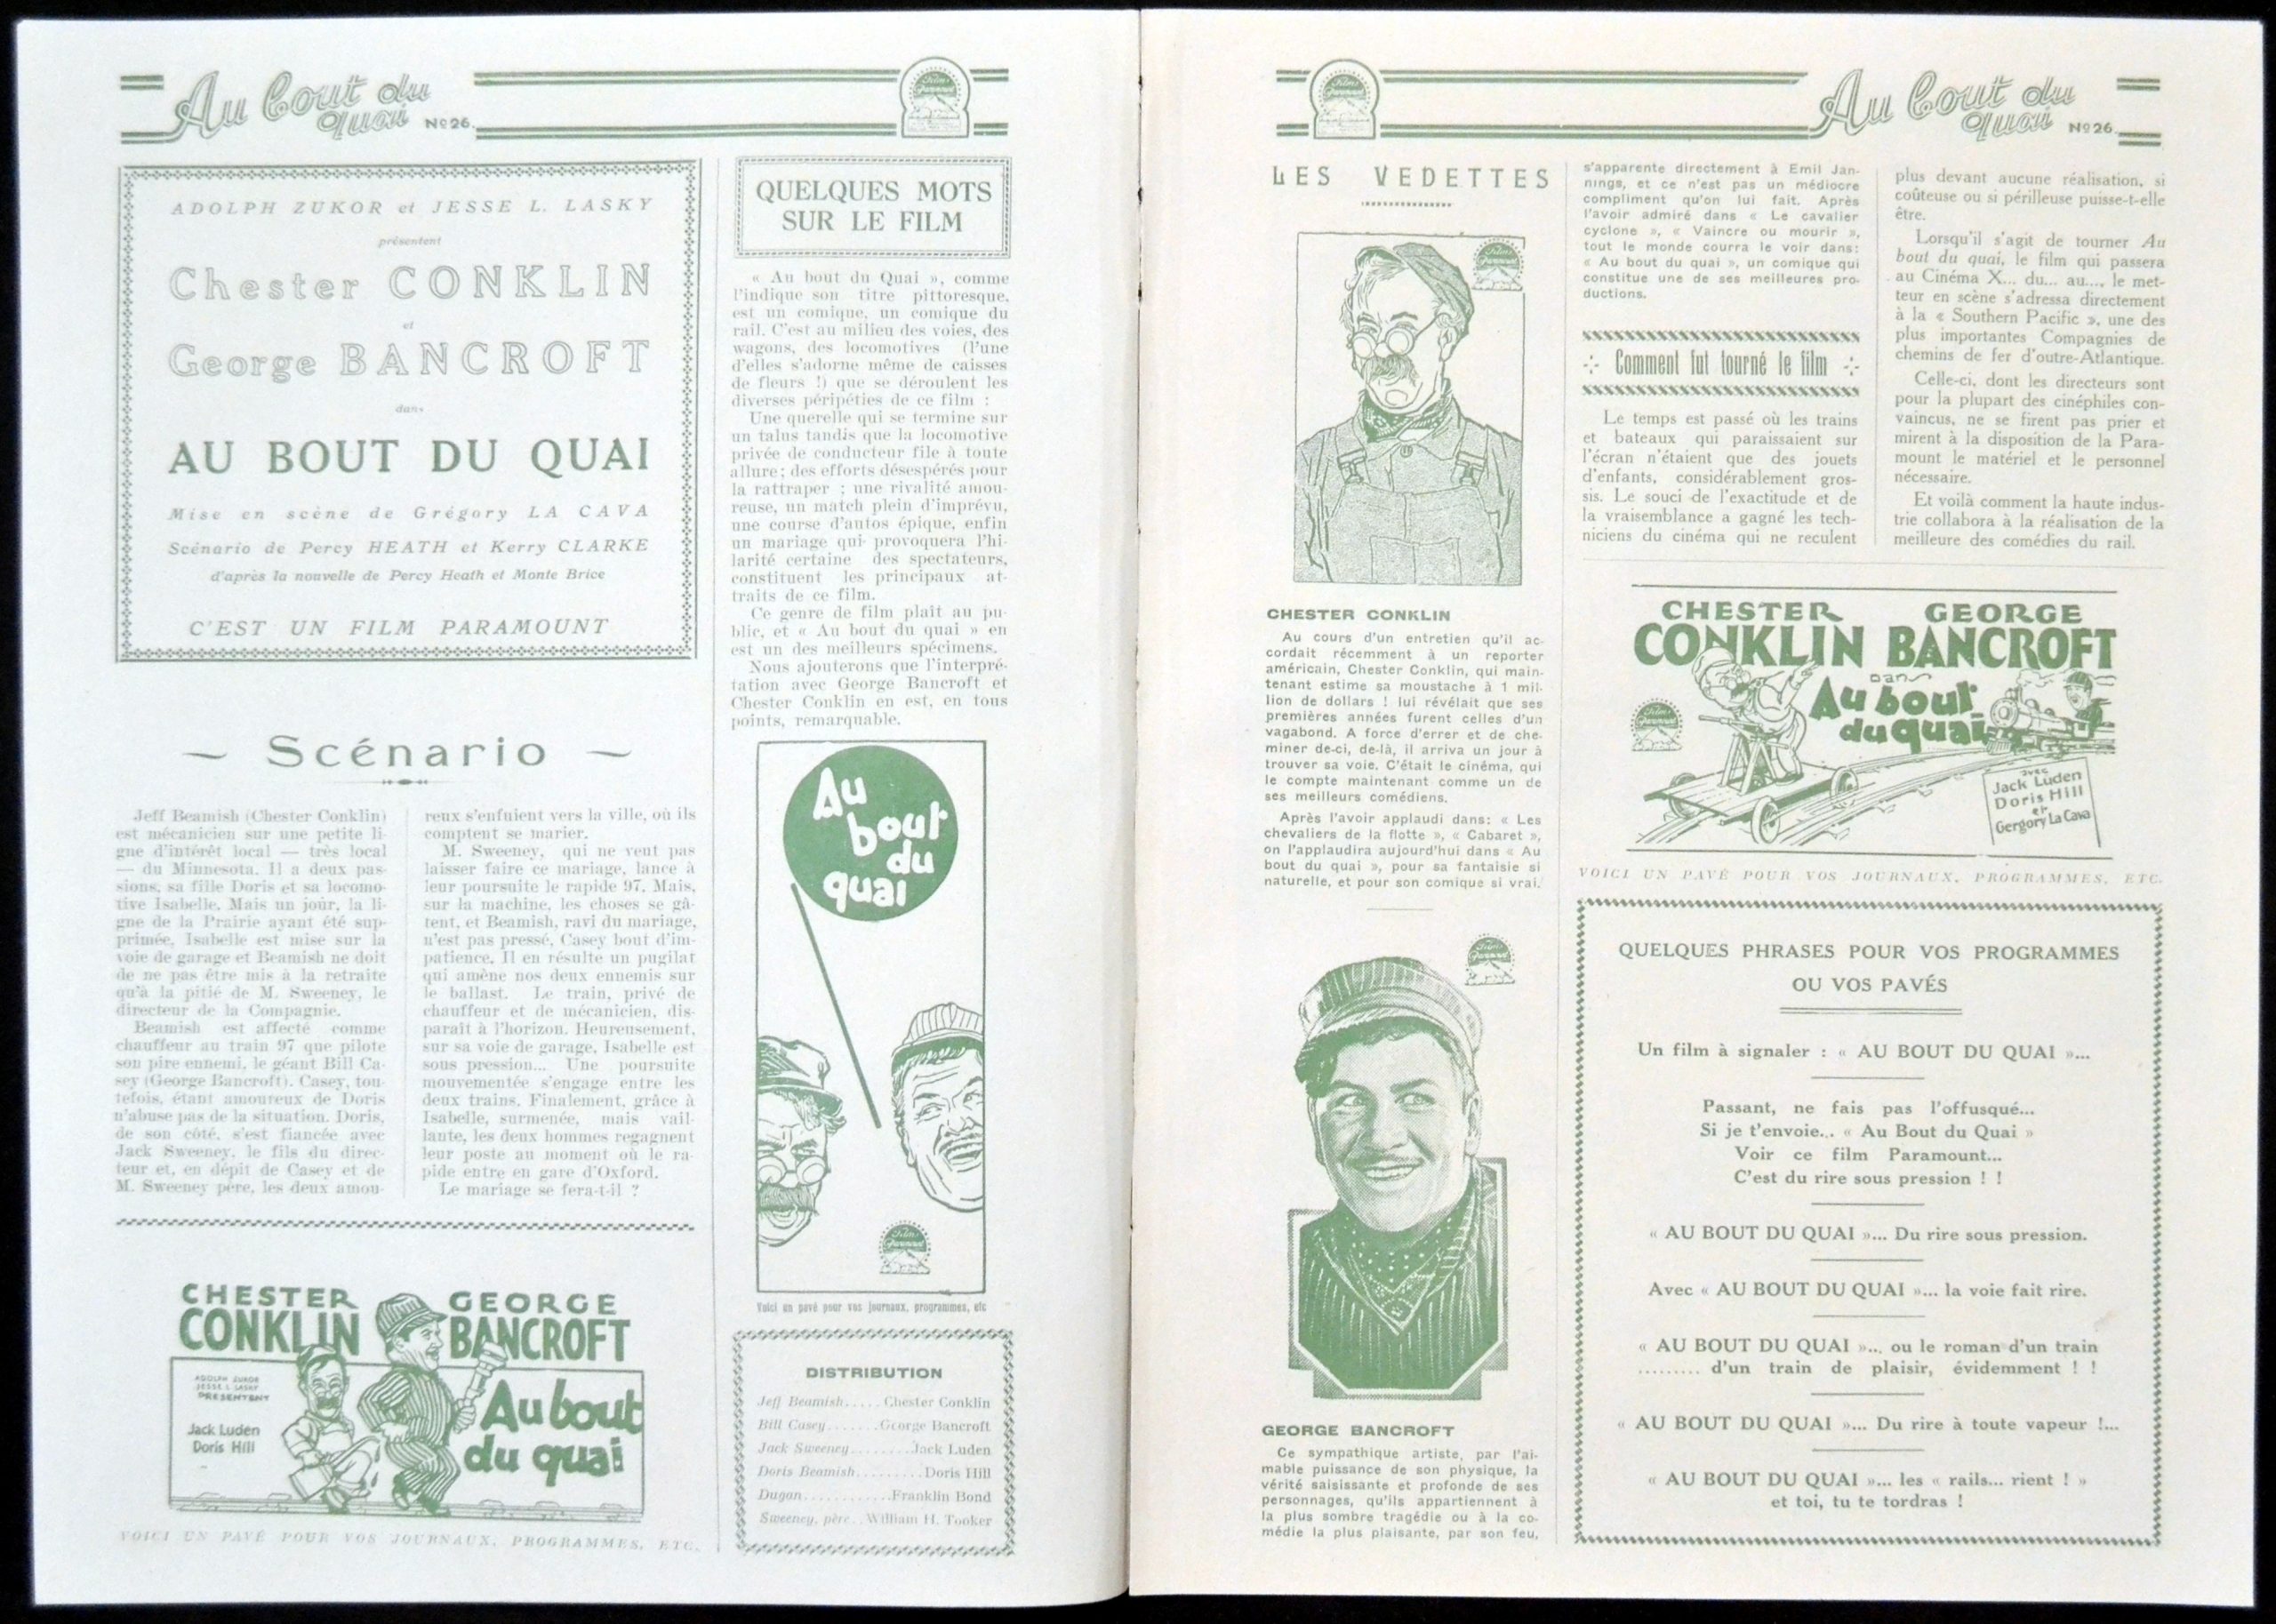 Au bout du
quai Nº 26.
ADOLPH ZUKOR et JESSE L. LASKY
présentent
Chester CONKLIN
et
George BANCROFT
dans
AU BOUT DU QUAI
Mise en scène de Grégory LA CAVA
Scénario de Percy HEATH et Kerry CLARKE
d'après la nouvelle de Percy Heath et Monte Brice
C'EST UN FILM PARAMOUNT
~ Scénario ~
Jeff Beamish (Chester Conklin)
est mécanicien sur une petite li-
gne d'intérêt local — très local
— du Minnesota. Il a deux pas-
sions, sa fille Doris et sa locomo-
tive Isabelle. Mais un jour, la li-
gne de la Prairie ayant été sup-
primée, Isabelle est mise sur la
voie de garage et Beamish ne doit
de ne pas être mis à la retraite
qu'à la pitié de M. Sweeney, le
directeur de la Compagnie.
Beamish est affecté comme
chauffeur au train 97 que pilote
son pire ennemi, le géant Bill Ca-
sey (George Bancroft). Casey, tou-
tefois, étant amoureux de Doris
n'abuse pas de la situation. Doris,
de son côté, s'est fiancée avec
Jack Sweeney, le fils du direc-
teur et, en dépit de Casey et de
M. Sweeney père, les deux amou-
reux s'enfuient vers la ville, où ils
comptent se marier.
M. Sweeney, qui ne veut pas
laisser faire ce mariage, lance à
leur poursuite le rapide 97. Mais,
sur la machine, les choses se gâ-
tent, et Beamish, ravi du mariage,
n'est pas pressé, Casey bout d'im-
patience. Il en résulte un pugilat
qui amène nos deux ennemis sur
le ballast. Le train, privé de
chauffeur et de mécanicien, dis-
paraît à l'horizon. Heureusement,
sur sa voie de garage, Isabelle est
sous pression... Une poursuite
mouvementée s'engage entre les
deux trains. Finalement, grâce à
Isabelle, surmenée, mais vail-
lante, les deux hommes regagnent
leur poste au moment où le ra-
pide entre en gare d'Oxford.
Le mariage se fera-t-il ?
CHESTER
CONKLIN
GEORGE
BANCROFT
ADOLPH ZUKOR
JESSE L. LASKY
PRESENTENT
Jack Luden
Doris Hill
Au bout
du quai
VOICI UN PAVÉ POUR VOS JOURNAUX, PROGRAMMES, ETC.
QUELQUES MOTS
SUR LE FILM
« Au bout du Quai », comme
l'indique son titre pittoresque,
est un comique, un comique du
rail. C'est au milieu des voies, des
wagons, des locomotives (l'une
d'elles s'adorne même de caisses
de fleurs !) que se déroulent les
diverses péripéties de ce film :
Une querelle qui se termine sur
un talus tandis que la locomotive
privée de conducteur file à toute
allure ; des efforts désespérés pour
la rattraper ; une rivalité amou-
reuse, un match plein d'imprévu,
une course d'autos épique, enfin
un mariage qui provoquera l'hi-
larité certaine des spectateurs,
constituent les principaux at-
traits de ce film.
Ce genre de film plaît au pu-
blic, et « Au bout du quai » en
est un des meilleurs spécimens.
Nous ajouterons que l'interpré-
tation avec George Bancroft et
Chester Conklin en est, en tous
points, remarquable.
Au
bout
du
quai
Film
Paramount
Voici un pavé pour vos journaux, programmes, etc
DISTRIBUTION
Jeff Beamish..... Chester Conklin
Bill Casey.......George Bancroft
Jack Sweeney........Jack Luden
Doris Beamish.........Doris Hill
Dugan............Franklin Bond
Sweeney, père.. William H. Tooker
Au bout du
quai Nº 26.
LES VEDETTES
CHESTER CONKLIN
Au cours d'un entretien qu'il ac-
cordait récemment à un reporter
américain, Chester Conklin, qui main-
tenant estime sa moustache à 1 mil-
lion de dollars ! lui révélait que ses
premières années furent celles d'un
vagabond. A force d'errer et de che-
miner de-ci, de-là, il arriva un jour à
trouver sa voie. C'était le cinéma, qui
le compte maintenant comme un de
ses meilleurs comédiens.
Après l'avoir applaudi dans: « Les
chevaliers de la flotte », « Cabaret »,
on l'applaudira aujourd'hui dans « Au
bout du quai », pour sa fantaisie si
naturelle, et pour son comique si vrai.
GEORGE BANCROFT
Ce sympathique artiste, par l'ai-
mable puissance de son physique, la
vérité saisissante et profonde de ses
personnages, qu'ils appartiennent à
la plus sombre tragédie ou à la co-
médie la plus plaisante, par son feu,
s'apparente directement à Emil Jan-
nings, et ce n'est pas un médiocre
compliment qu'on lui fait. Après
l'avoir admiré dans « Le cavalier
cyclone », « Vaincre ou mourir »,
tout le monde courra le voir dans:
« Au bout du quai », un comique qui
constitue une de ses meilleures pro-
ductions.
Comment fut tourné le film
Le temps est passé où les trains
et bateaux qui paraissaient sur
l'écran n'étaient que des jouets
d'enfants, considérablement gros-
sis. Le souci de l'exactitude et de
la vraisemblance a gagné les tech-
niciens du cinéma qui ne reculent
plus devant aucune réalisation, si
coûteuse ou si périlleuse puisse-t-elle
être.
Lorsqu'il s'agit de tourner Au
bout du quai, le film qui passera
au Cinéma X... du... au..., le met-
teur en scène s'adressa directement
à la « Southern Pacific », une des
plus importantes Compagnies de
chemins de fer d'outre-Atlantique.
Celle-ci, dont les directeurs sont
pour la plupart des cinéphiles con-
vaincus, ne se firent pas prier et
mirent à la disposition de la Para-
mount le matériel et le personnel
nécessaire.
Et voilà comment la haute indus-
trie collabora à la réalisation de la
meilleure des comédies du rail.
CHESTER GEORGE
CONKLIN BANCROFT
Dans
Au bout
du quai
avec
Jack Luden
Doris Hill
et
Gergory La Cava
VOICI UN PAVÉ POUR VOS JOURNAUX, PROGRAMMES, ETC.
QUELQUES PHRASES POUR VOS PROGRAMMES
OU VOS PAVÉS
Un film à signaler : « AU BOUT DU QUAI »...
Passant, ne fais pas l'offusqué...
Si je t'envoie... « Au Bout du Quai »
Voir ce film Paramount...
C'est du rire sous pression ! !
« AU BOUT DU QUAI »... Du rire sous pression.
Avec « AU BOUT DU QUAI »... la voie fait rire.
« AU BOUT DU QUAI »... ou le roman d'un train
......... d'un train de plaisir, évidemment ! !
« AU BOUT DU QUAI »... Du rire à toute vapeur !...
« AU BOUT DU QUAI »... les « rails... rient ! »
et toi, tu te tordras !